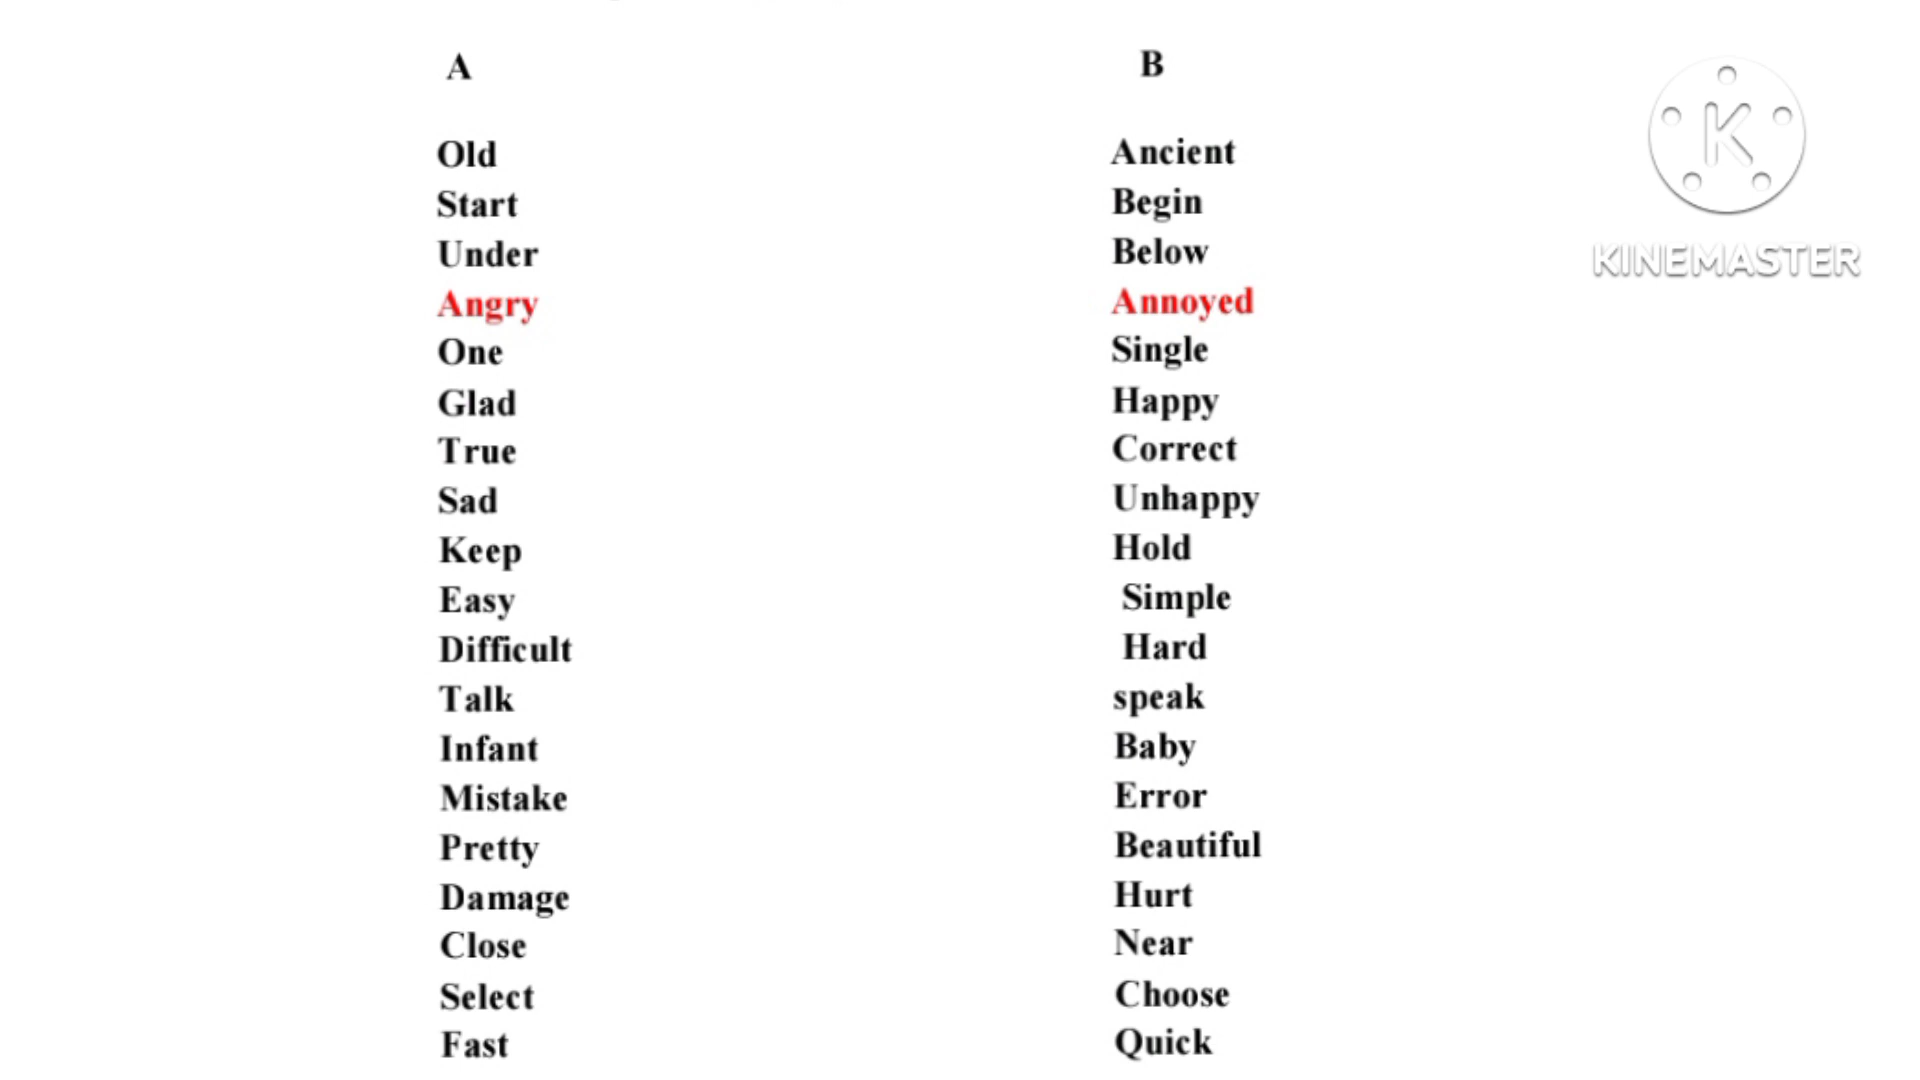 A B
Old Ancient
Start Begin
Under Below
Angry Annoyed
One Single
Glad Happy
True Correct
Sad Unhappy
Keep Hold
Easy Simple
Difficult Hard
Talk speak
Infant Baby
Mistake Error
Pretty Beautiful
Damage Hurt
Close Near
Select Choose
Fast Quick
K
KINEMASTER